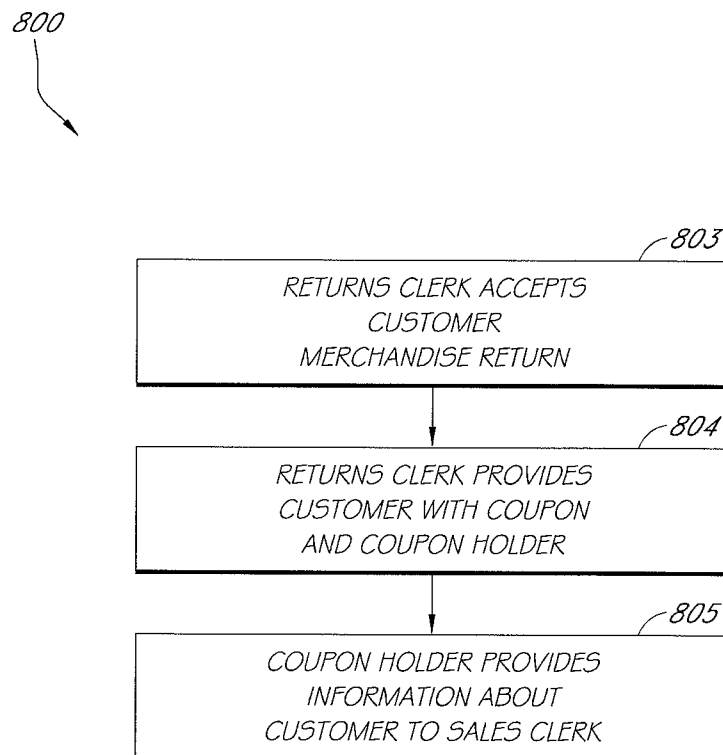 800
803
RETURNS CLERK ACCEPTS
CUSTOMER
MERCHANDISE RETURN
804
RETURNS CLERK PROVIDES
CUSTOMER WITH COUPON
AND COUPON HOLDER
805
COUPON HOLDER PROVIDES
INFORMATION ABOUT
CUSTOMER TO SALES CLERK